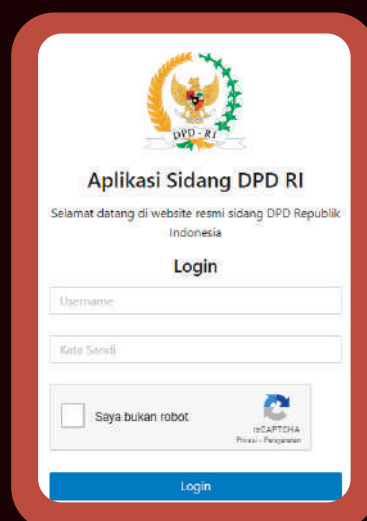 DPD - RI
Aplikasi Sidang DPD RI
Selamat datang di website resmi sidang DPD Republik
Indonesia
Login
Username
Kata Sandi
Saya bukan robot
reCAPTCHA
Privasi - Persyaratan
Login